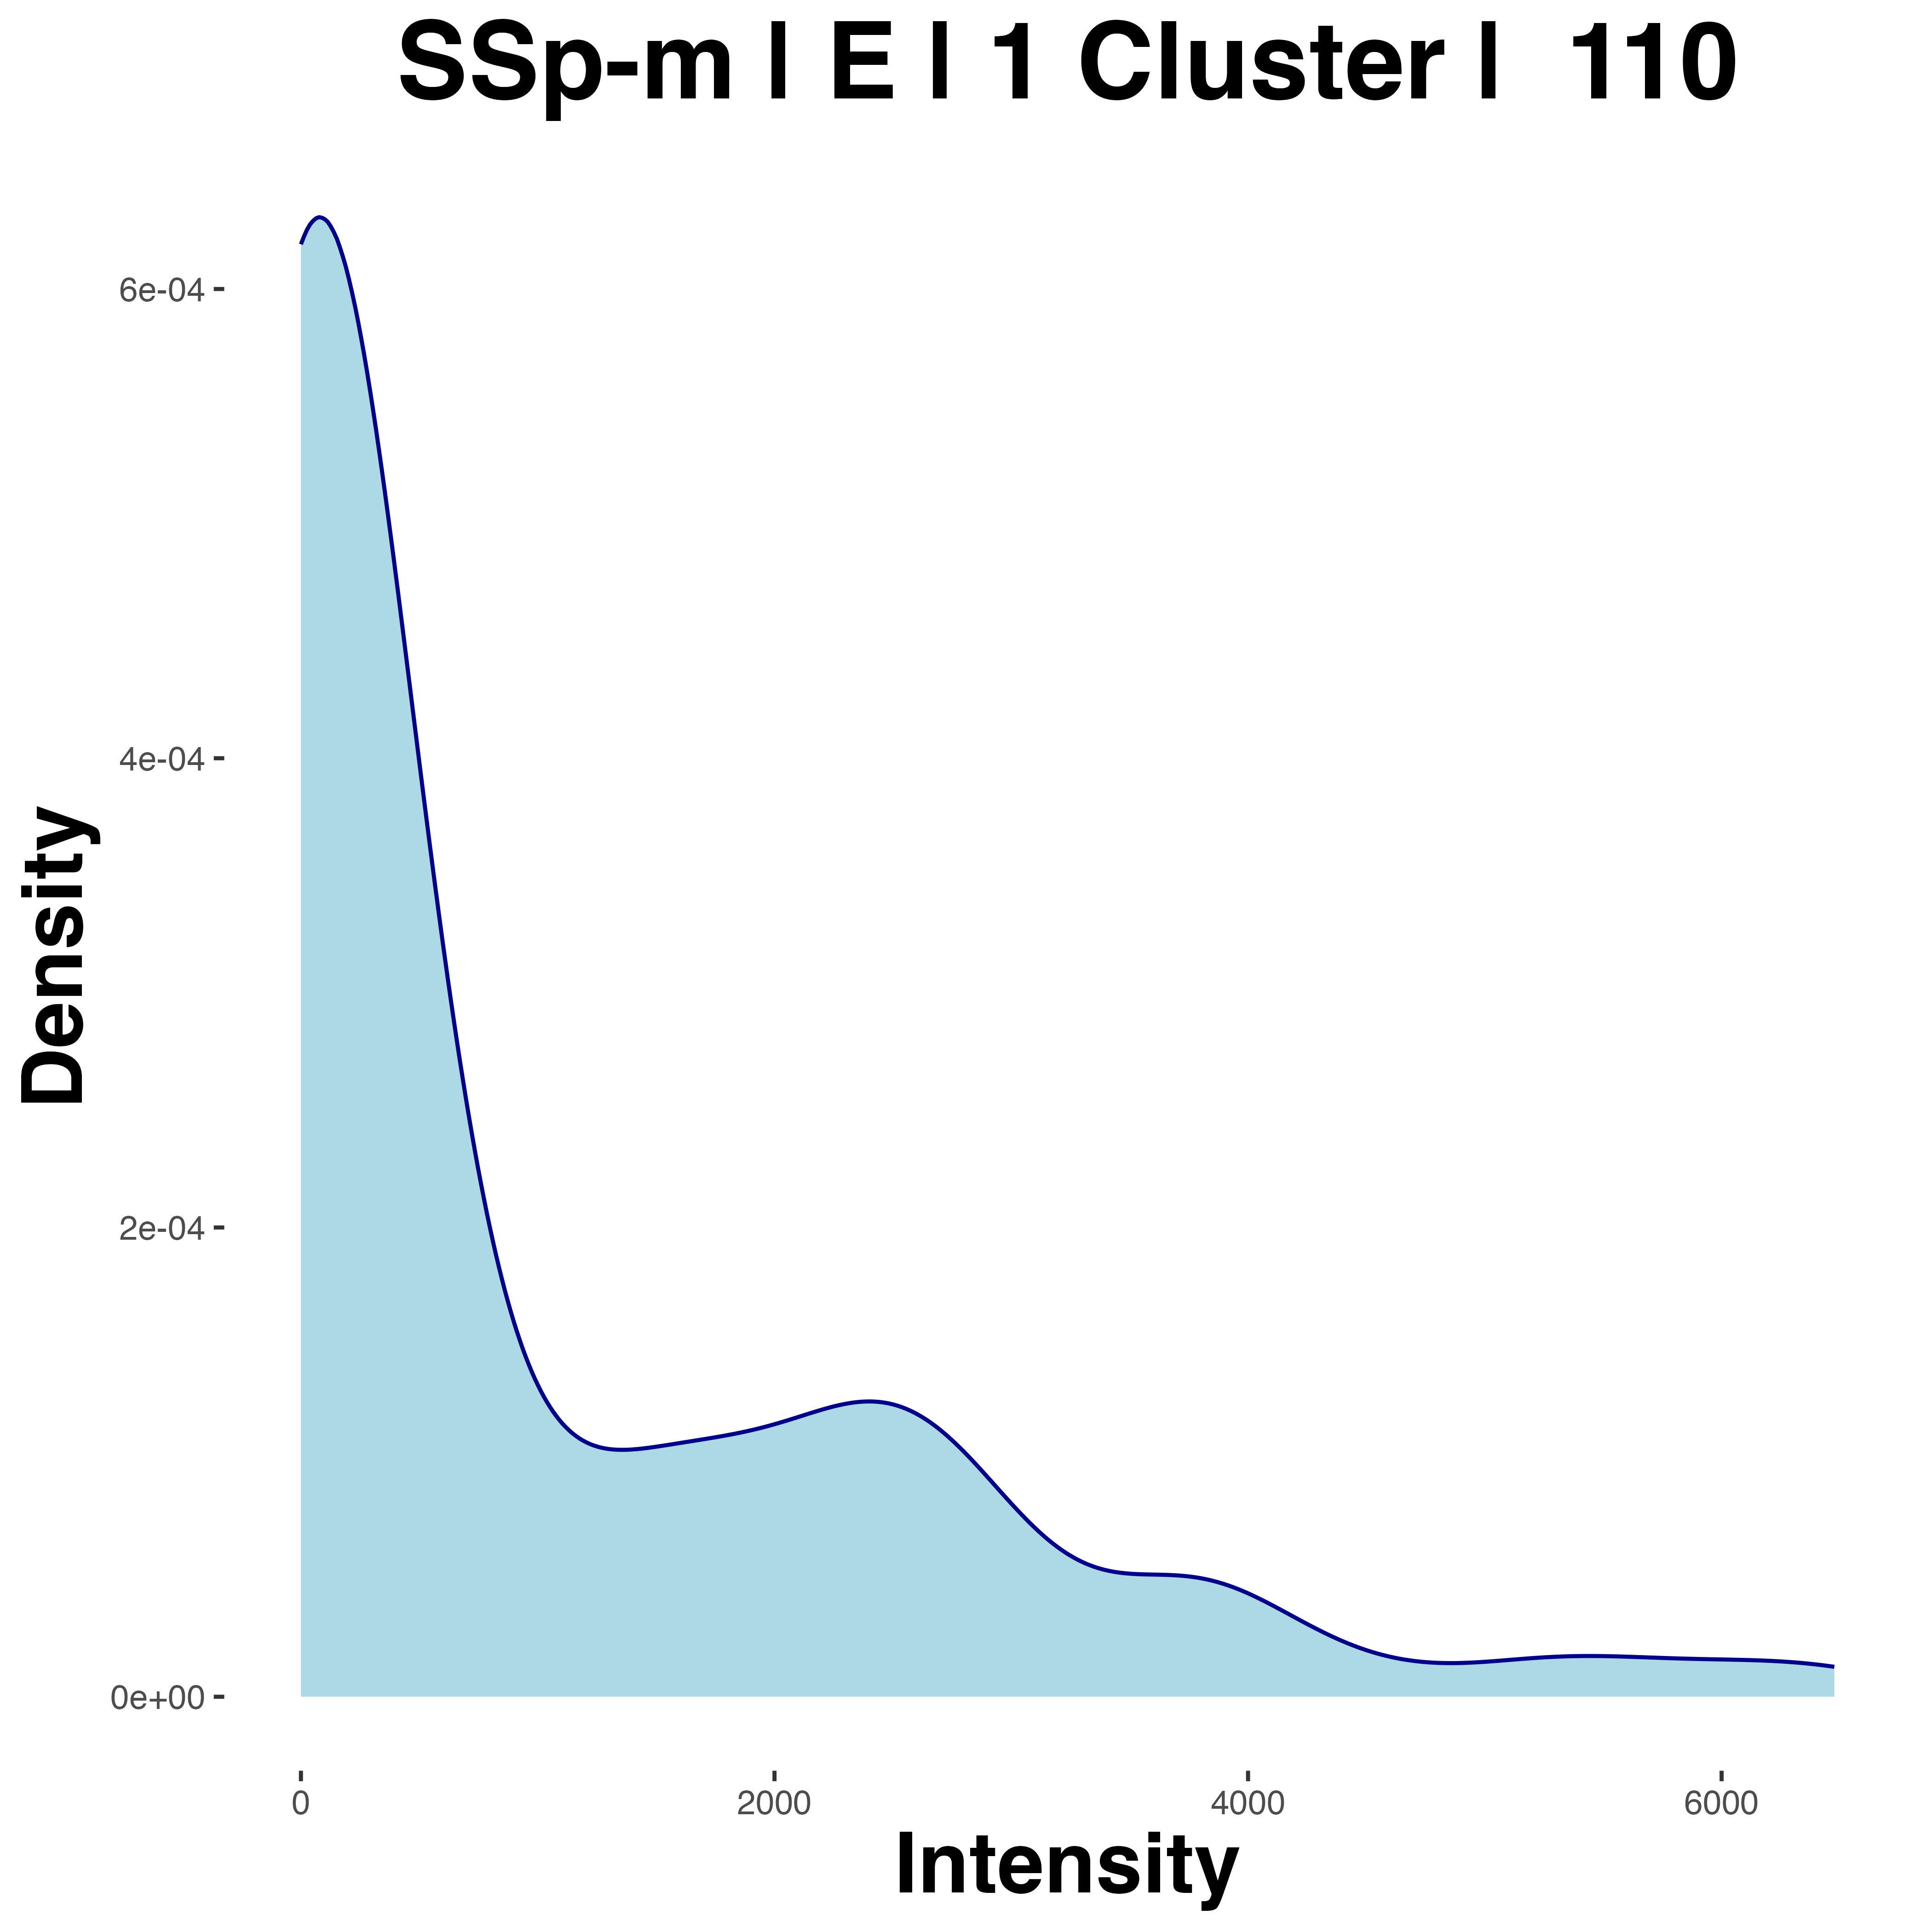 SSp-m | E | 1 Cluster |  110
6e-04
4e-04
2e-04
0e+00
Density
0
2000
4000
6000
Intensity